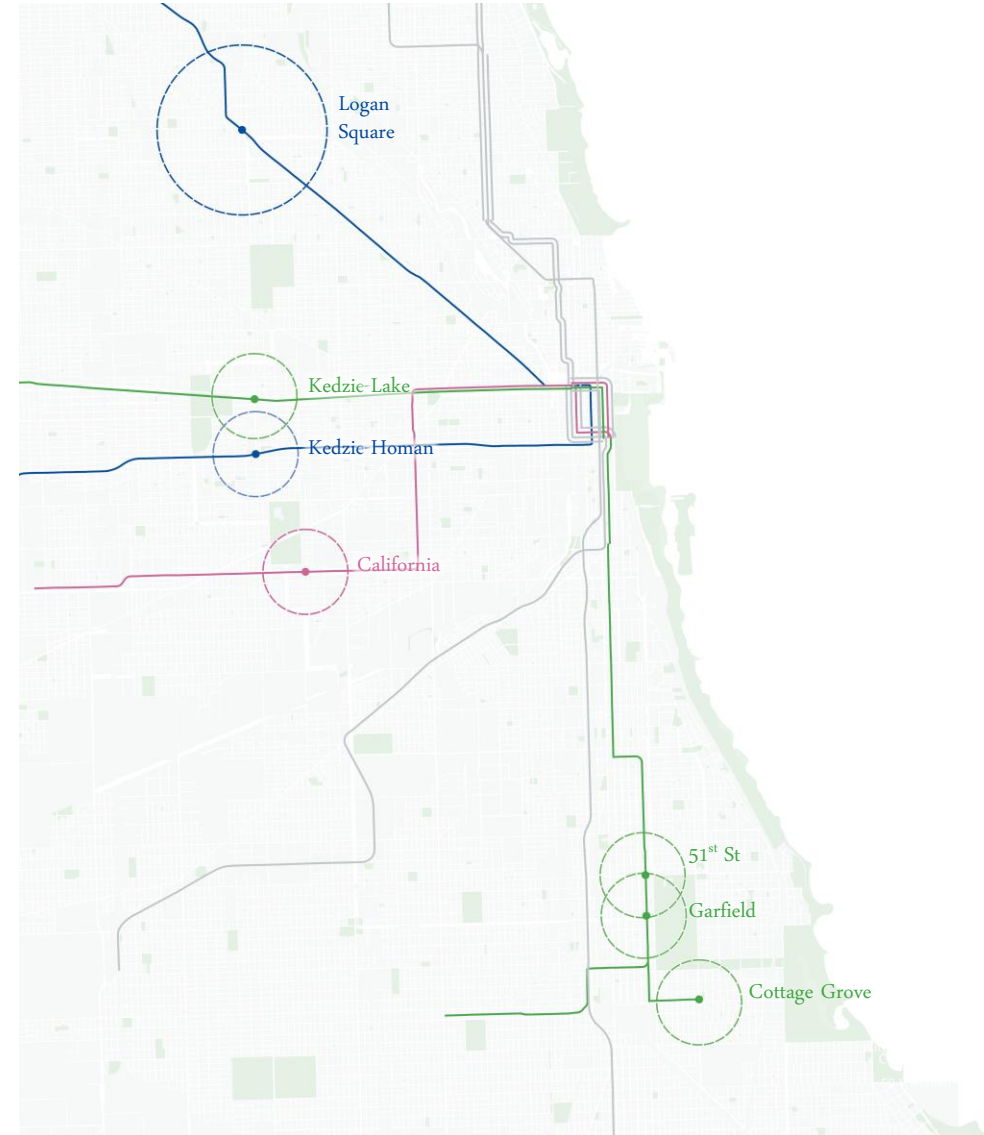 Logan
Square
Kedzie-Lake
Kedzie-Homan
California
51st St
Garfield
Cottage Grove